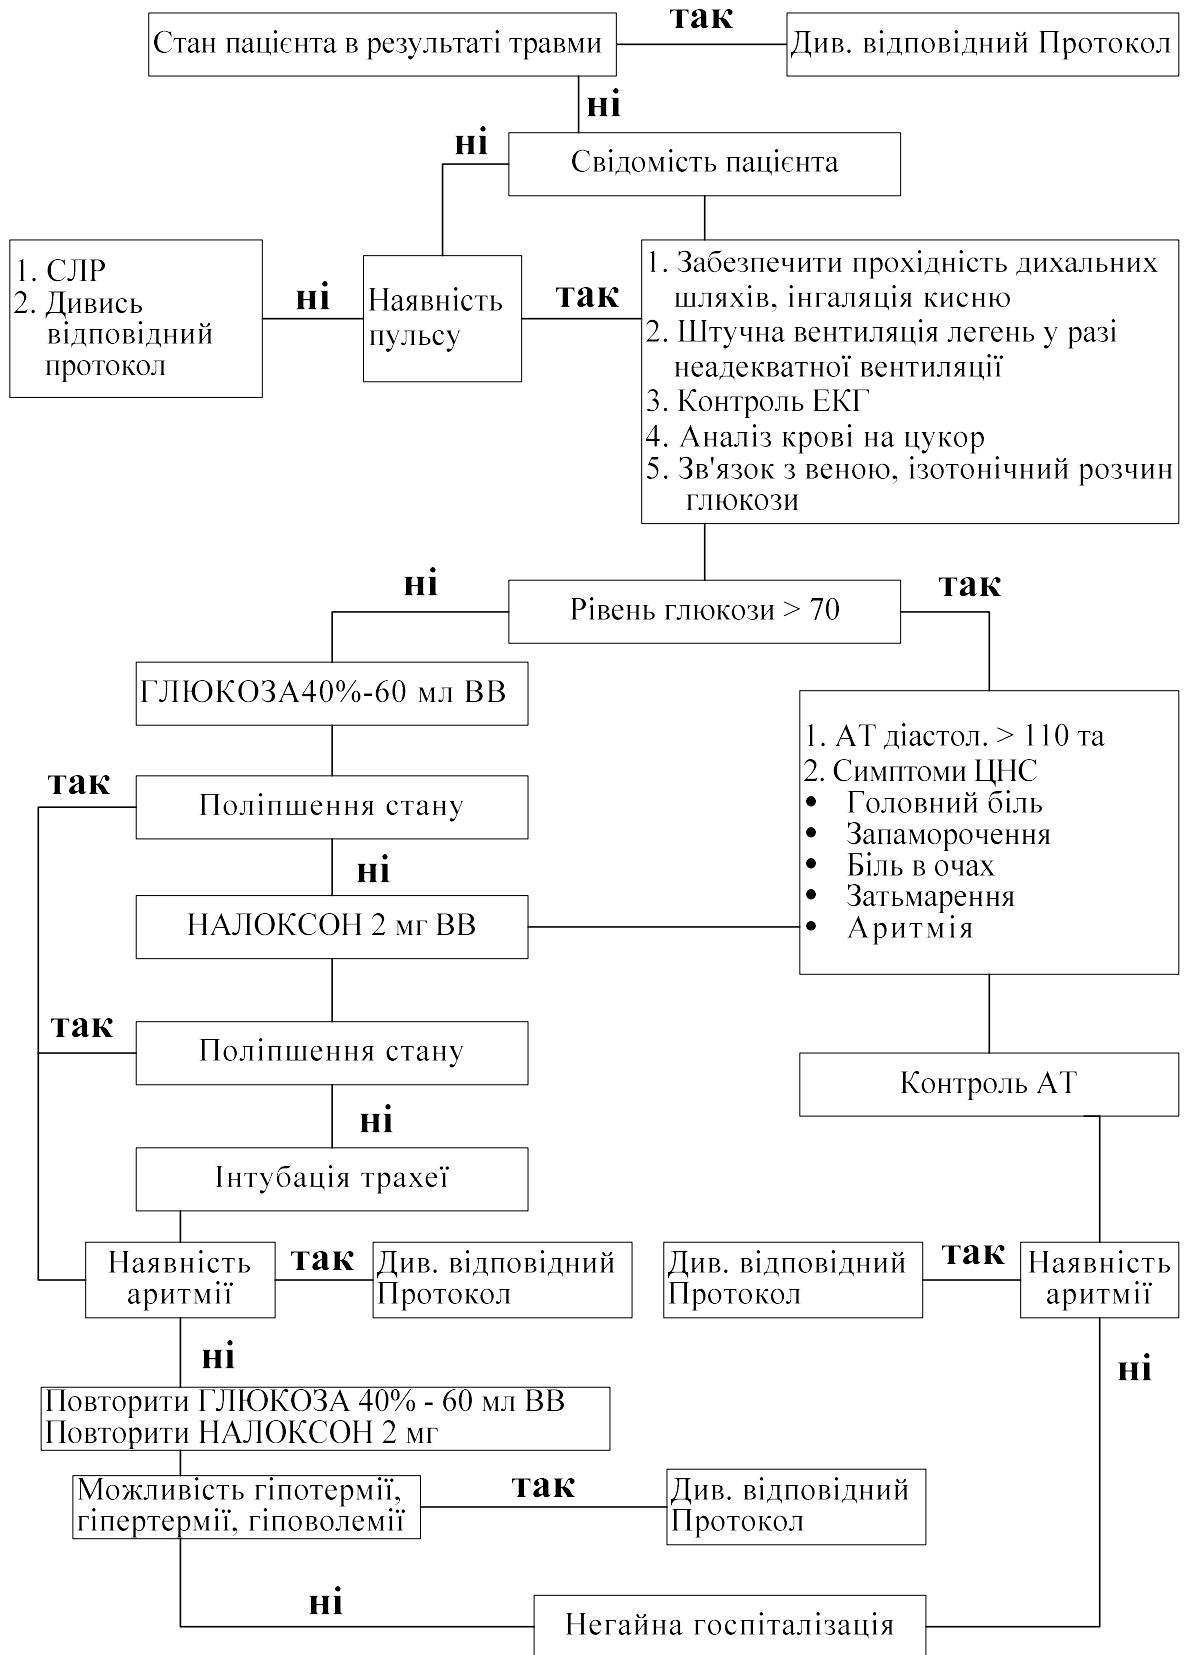 Стан пацієнта в результаті травми
так
Див. відповідний Протокол
ні
ні
Свідомість пацієнта
1. СЛР
2. Дивись
відповідний
протокол
ні
Наявність
пульсу
так
1. Забезпечити прохідність дихальних
шляхів, інгаляція кисню
2. Штучна вентиляція легень у разі
неадекватної вентиляції
3. Контроль ЕКГ
4. Аналіз крові на цукор
5. Зв'язок з веною, ізотонічний розчин
глюкози
ні
Рівень глюкози > 70
так
ГЛЮКОЗА40%-60 мл ВВ
1. АТ діастол. > 110 та
2. Симптоми ЦНС
• Головний біль
• Запаморочення
• Біль в очах
• Затьмарення
• Аритмія
так
Поліпшення стану
ні
НАЛОКСОН 2 мг ВВ
так
Поліпшення стану
Контроль АТ
ні
Інтубація трахеї
Наявність
аритмії
так
Див. відповідний
Протокол
Див. відповідний
Протокол
так
Наявність
аритмії
ні
ні
Повторити ГЛЮКОЗА 40% - 60 мл ВВ
Повторити НАЛОКСОН 2 мг
Можливість гіпотермії,
гіпертермії, гіповолемії
так
Див. відповідний
Протокол
ні
Негайна госпіталізація